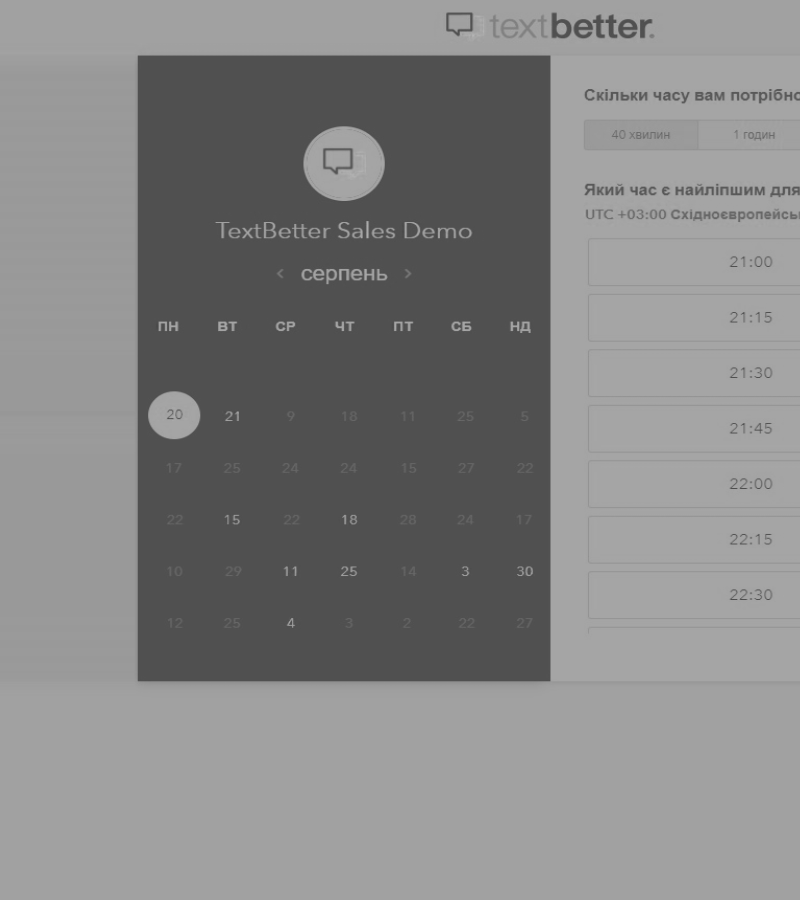 textbetter.
TextBetter Sales Demo
серпень
ПН ВТ СР ЧТ ПТ СБ НД
20 21 9 18 11 25 5
17 25 24 24 15 27 22
22 15 22 18 28 24 17
10 29 11 25 14 3 30
12 25 4 3 2 22 27
Скільки часу вам потрібно
40 хвилин 1 годин
Який час є найліпшим для
UTC +03:00 Східноєвропейсь
21:00
21:15
21:30
21:45
22:00
22:15
22:30